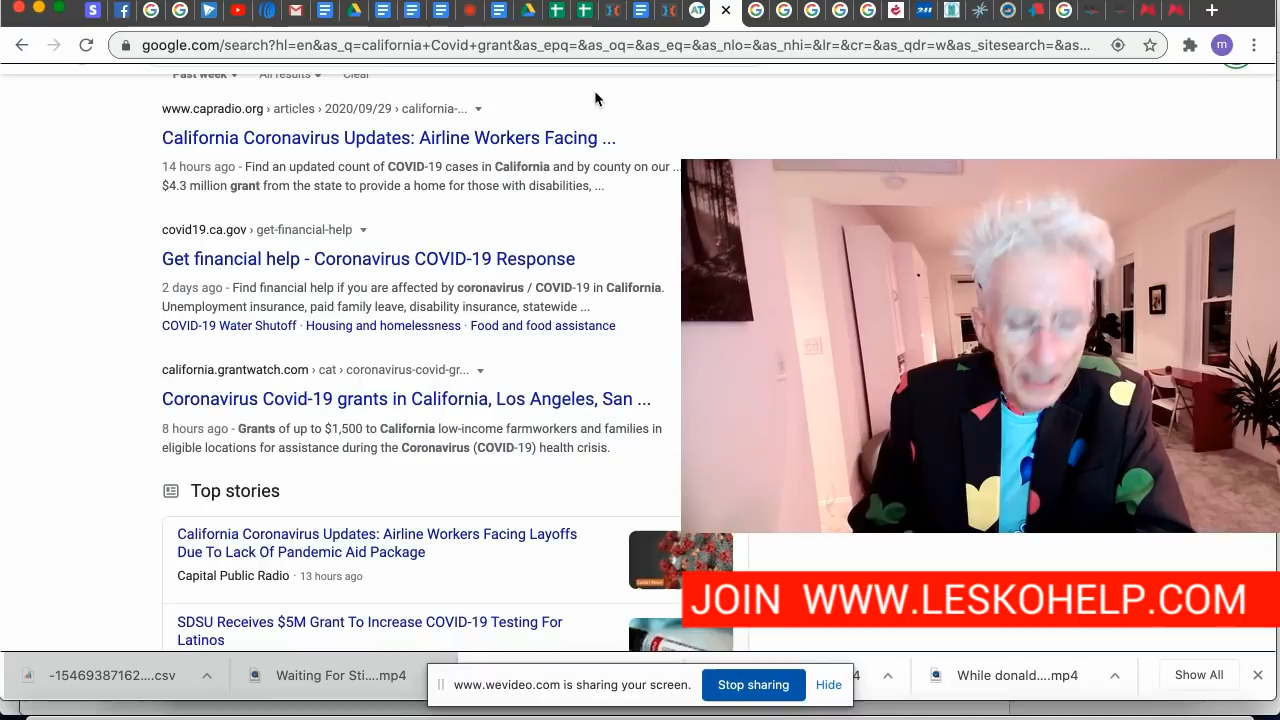 google.com/search?hl=en&as_q=california+Covid+grant&as_epq=&as_oq=&as_eq=&as_nlo=&as_nhi=&lr=&cr=&as_qdr=w&as_sitesearch=&as...
m
Past week All results Clear
www.capradio.org › articles › 2020/09/29 › california-...
California Coronavirus Updates: Airline Workers Facing ...
14 hours ago - Find an updated count of COVID-19 cases in California and by county on our ...
$4.3 million grant from the state to provide a home for those with disabilities, ...
covid19.ca.gov › get-financial-help
Get financial help - Coronavirus COVID-19 Response
2 days ago - Find financial help if you are affected by coronavirus / COVID-19 in California.
Unemployment insurance, paid family leave, disability insurance, statewide ...
COVID-19 Water Shutoff · Housing and homelessness · Food and food assistance
california.grantwatch.com › cat › coronavirus-covid-gr...
Coronavirus Covid-19 grants in California, Los Angeles, San ...
8 hours ago - Grants of up to $1,500 to California low-income farmworkers and families in
eligible locations for assistance during the Coronavirus (COVID-19) health crisis.
Top stories
California Coronavirus Updates: Airline Workers Facing Layoffs
Due To Lack Of Pandemic Aid Package
Capital Public Radio · 13 hours ago
SDSU Receives $5M Grant To Increase COVID-19 Testing For
Latinos
JOIN WWW.LESKOHELP.COM
-15469387162....csv
Waiting For Sti....mp4
www.wevideo.com is sharing your screen.
Stop sharing
Hide
4
While donald....mp4
Show All